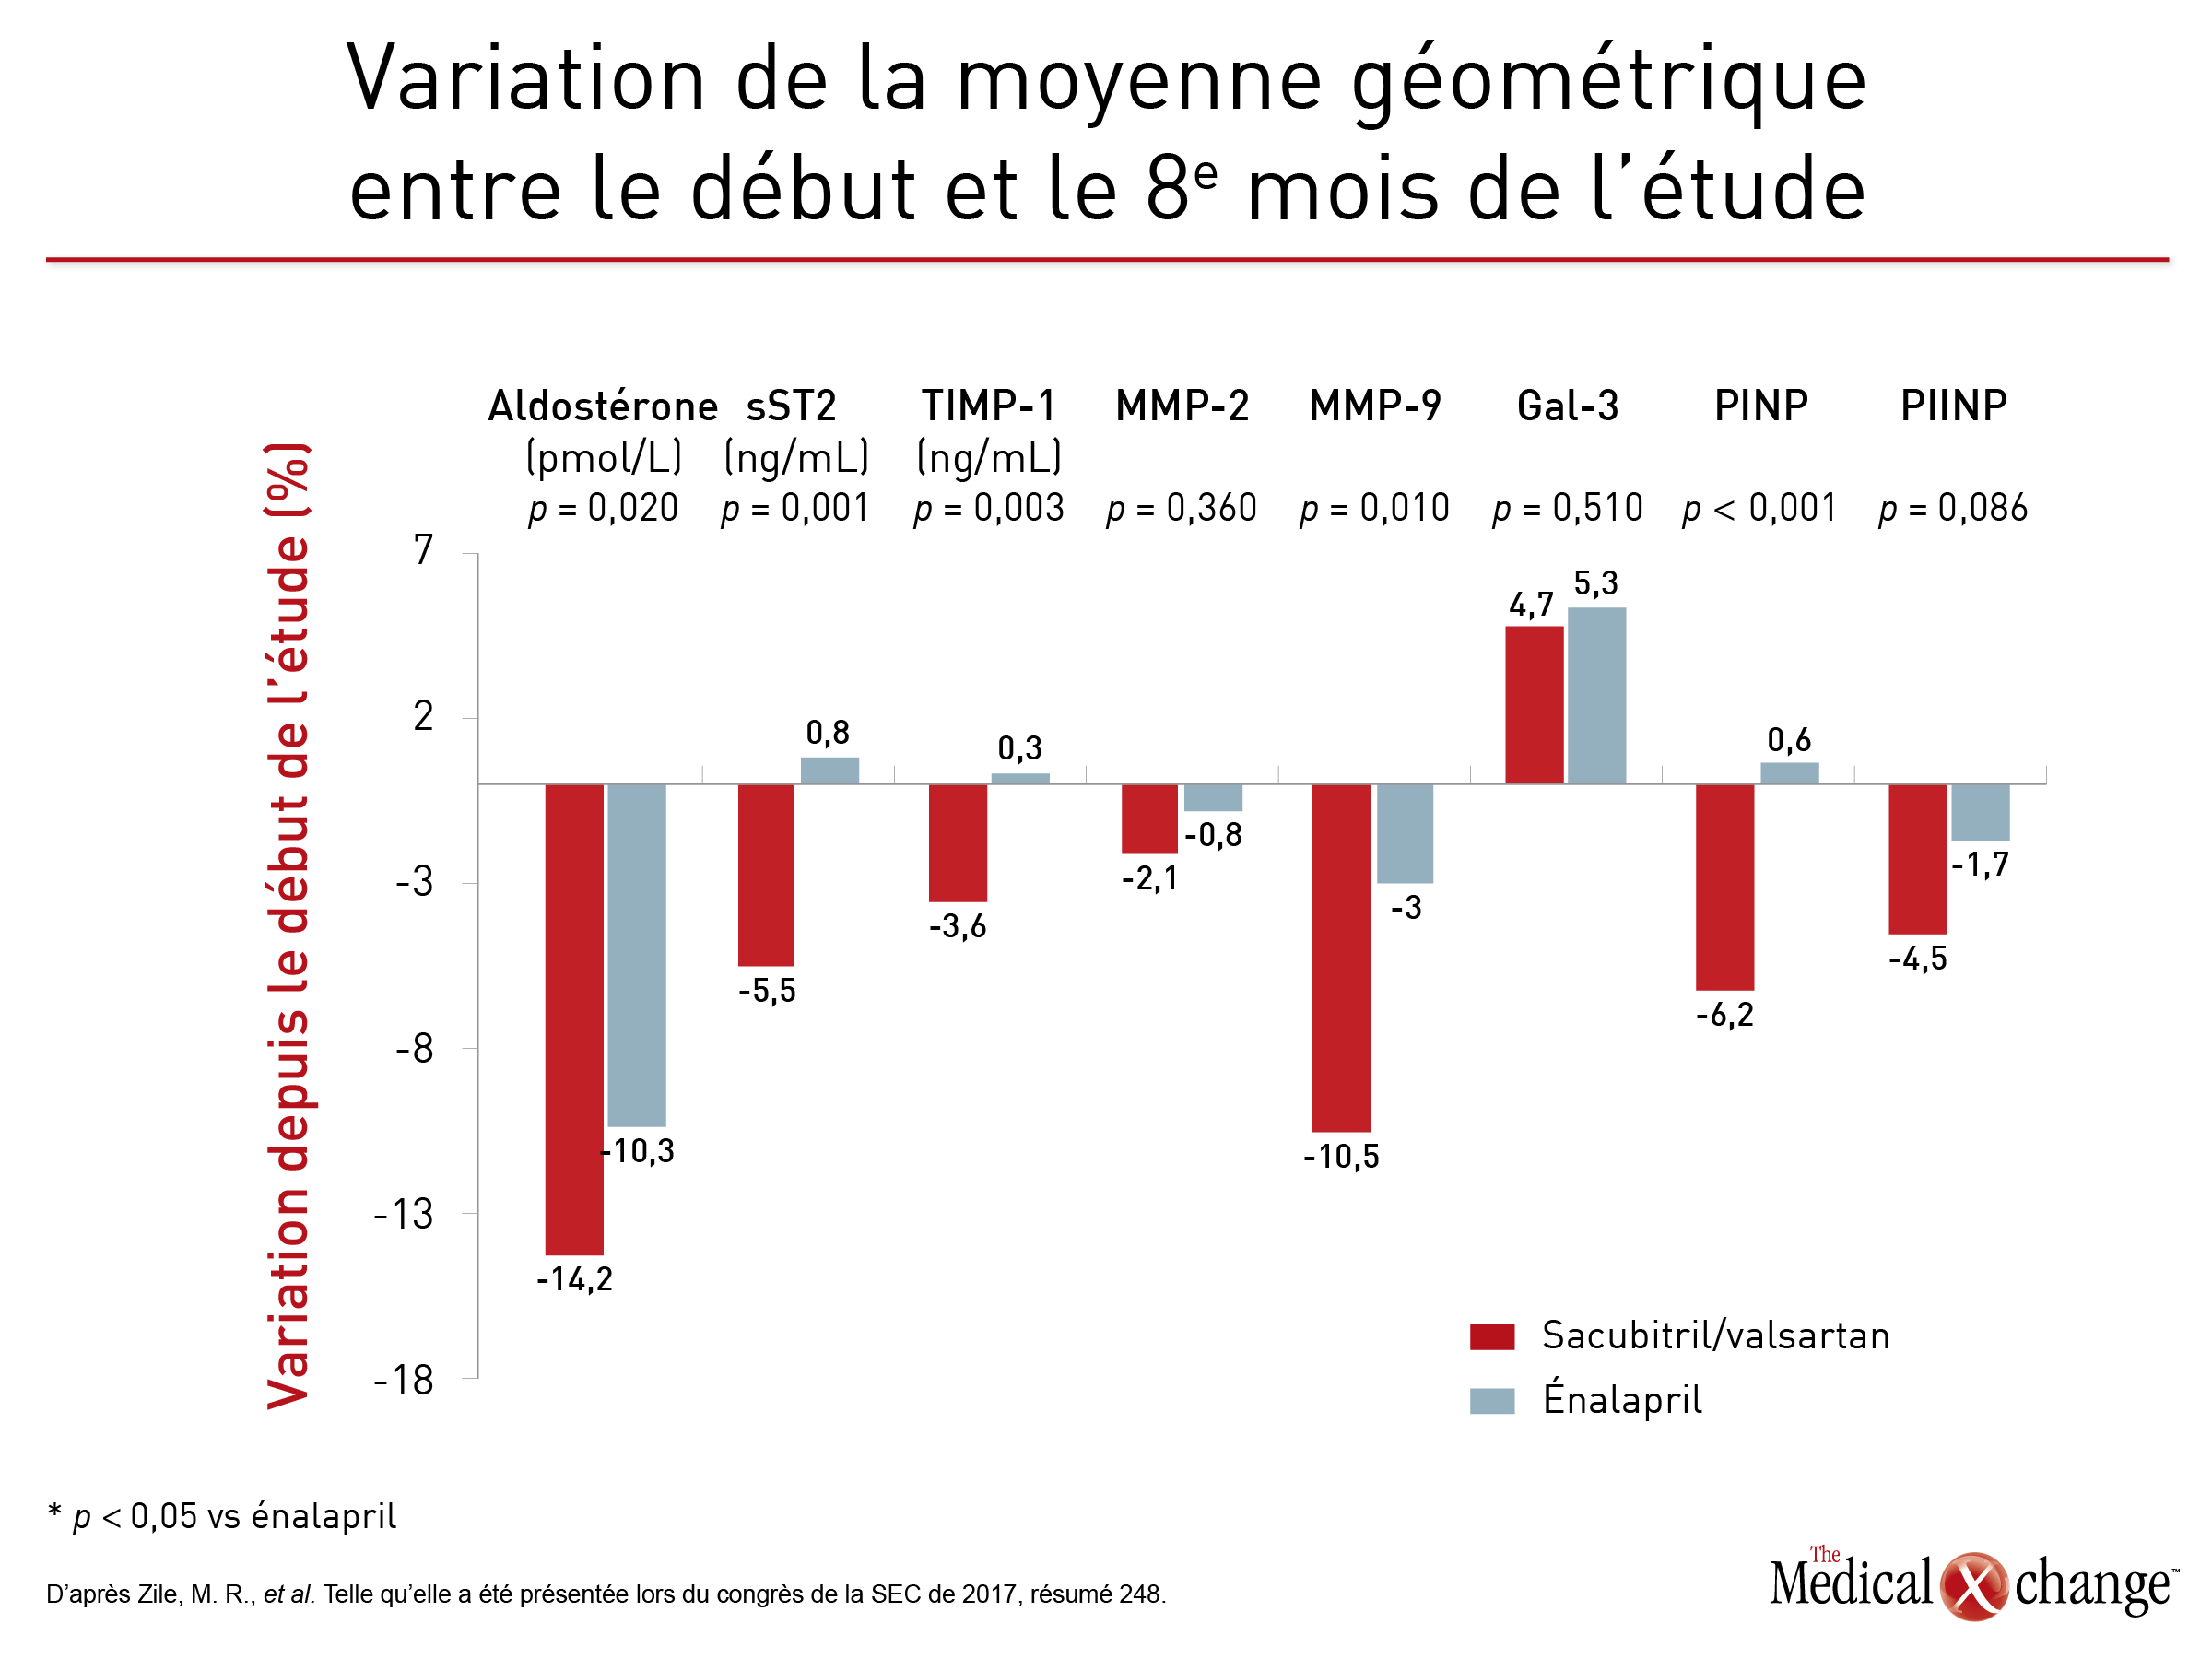 Variation de la moyenne géométrique
entre le début et le 8e mois de l’étude
Variation depuis le début de l’étude (%)
Aldostérone sST2 TIMP-1 MMP-2 MMP-9 Gal-3 PINP PIINP
(pmol/L) (ng/mL) (ng/mL)
p = 0,020 p = 0,001 p = 0,003 p = 0,360 p = 0,010 p = 0,510 p < 0,001 p = 0,086
7
2
-3
-8
-13
-18
-14,2
-10,3
-5,5
0,8
-3,6
0,3
-2,1
-0,8
-10,5
-3
4,7
5,3
-6,2
0,6
-4,5
-1,7
Sacubitril/valsartan
Énalapril
* p < 0,05 vs énalapril
D’après Zile, M. R., et al. Telle qu’elle a été présentée lors du congrès de la SEC de 2017, résumé 248.
The
Medical X change™